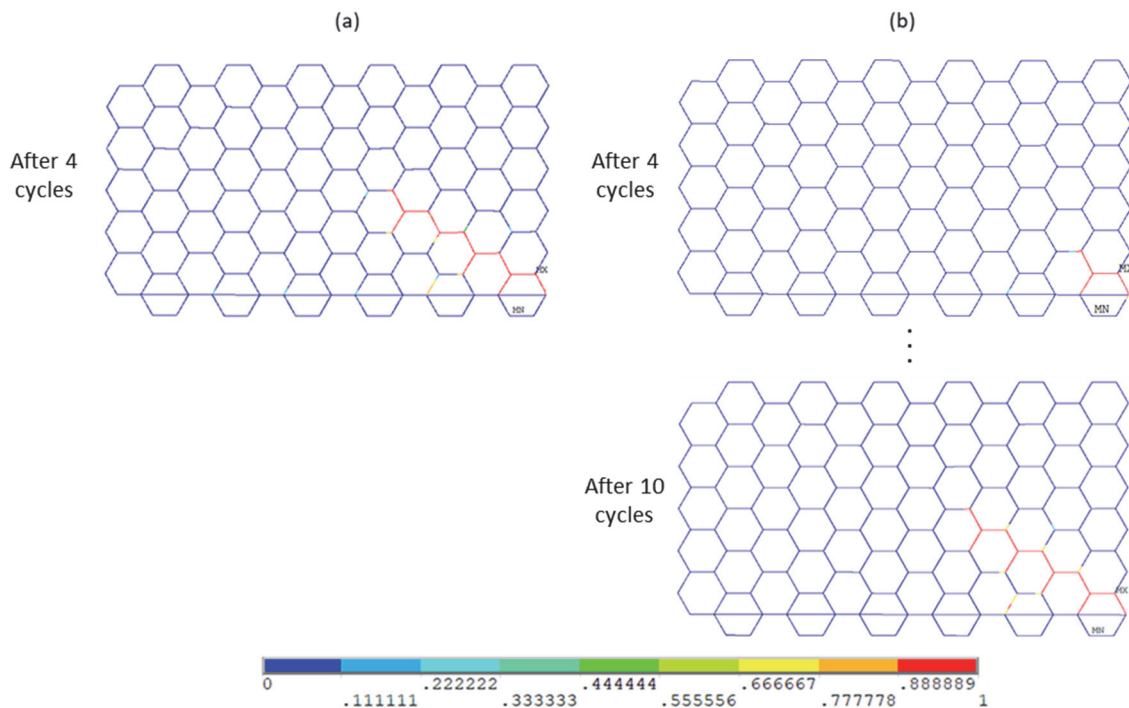 (a)
(b)
After 4
cycles
MX
MN
After 4
cycles
MX
MN
After 10
cycles
MX
MN
0
.111111
.222222
.333333
.444444
.555556
.666667
.777778
.888889
1